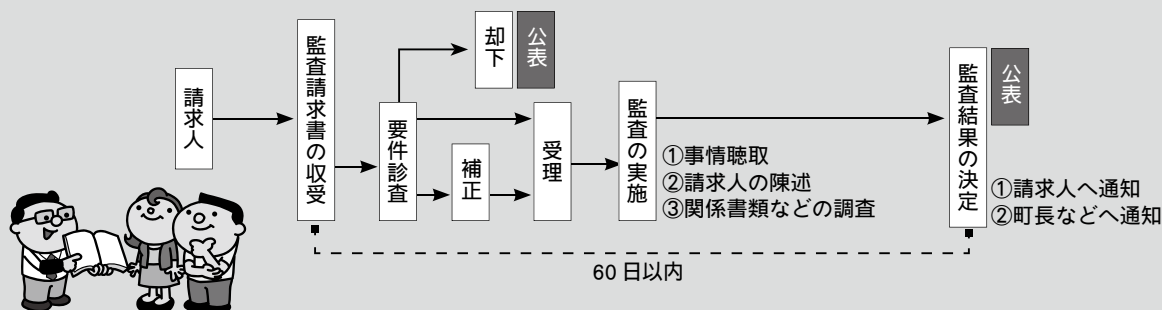 請求人
監査請求書の収受
要件診査
却下
公表
補正
受理
監査の実施
①事情聴取
②請求人の陳述
③関係書類などの調査
監査結果の決定
公表
①請求人へ通知
②町長などへ通知
60日以内